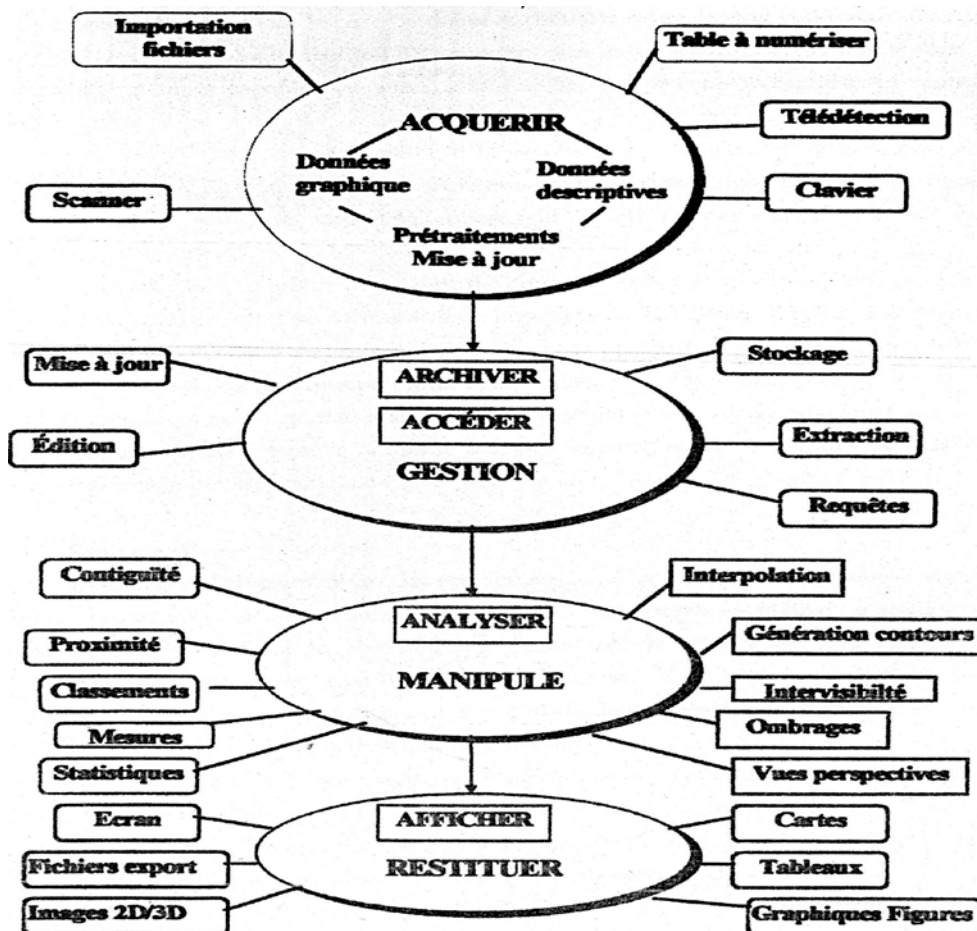 Importation
fichiers
Table à numériser
ACQUERIR
Télédétection
Données
graphique
Données
descriptives
Scanner
Clavier
Prétraitements
Mise à jour
Mise à jour
Stockage
ARCHIVER
ACCÉDER
Édition
Extraction
GESTION
Requêtes
Contiguïté
Interpolation
ANALYSER
Proximité
Génération contours
MANIPULE
Classements
Intervisibilté
Mesures
Ombrages
Statistiques
Vues perspectives
Ecran
AFFICHER
Cartes
Fichiers export
RESTITUER
Tableaux
Images 2D/3D
Graphiques Figures